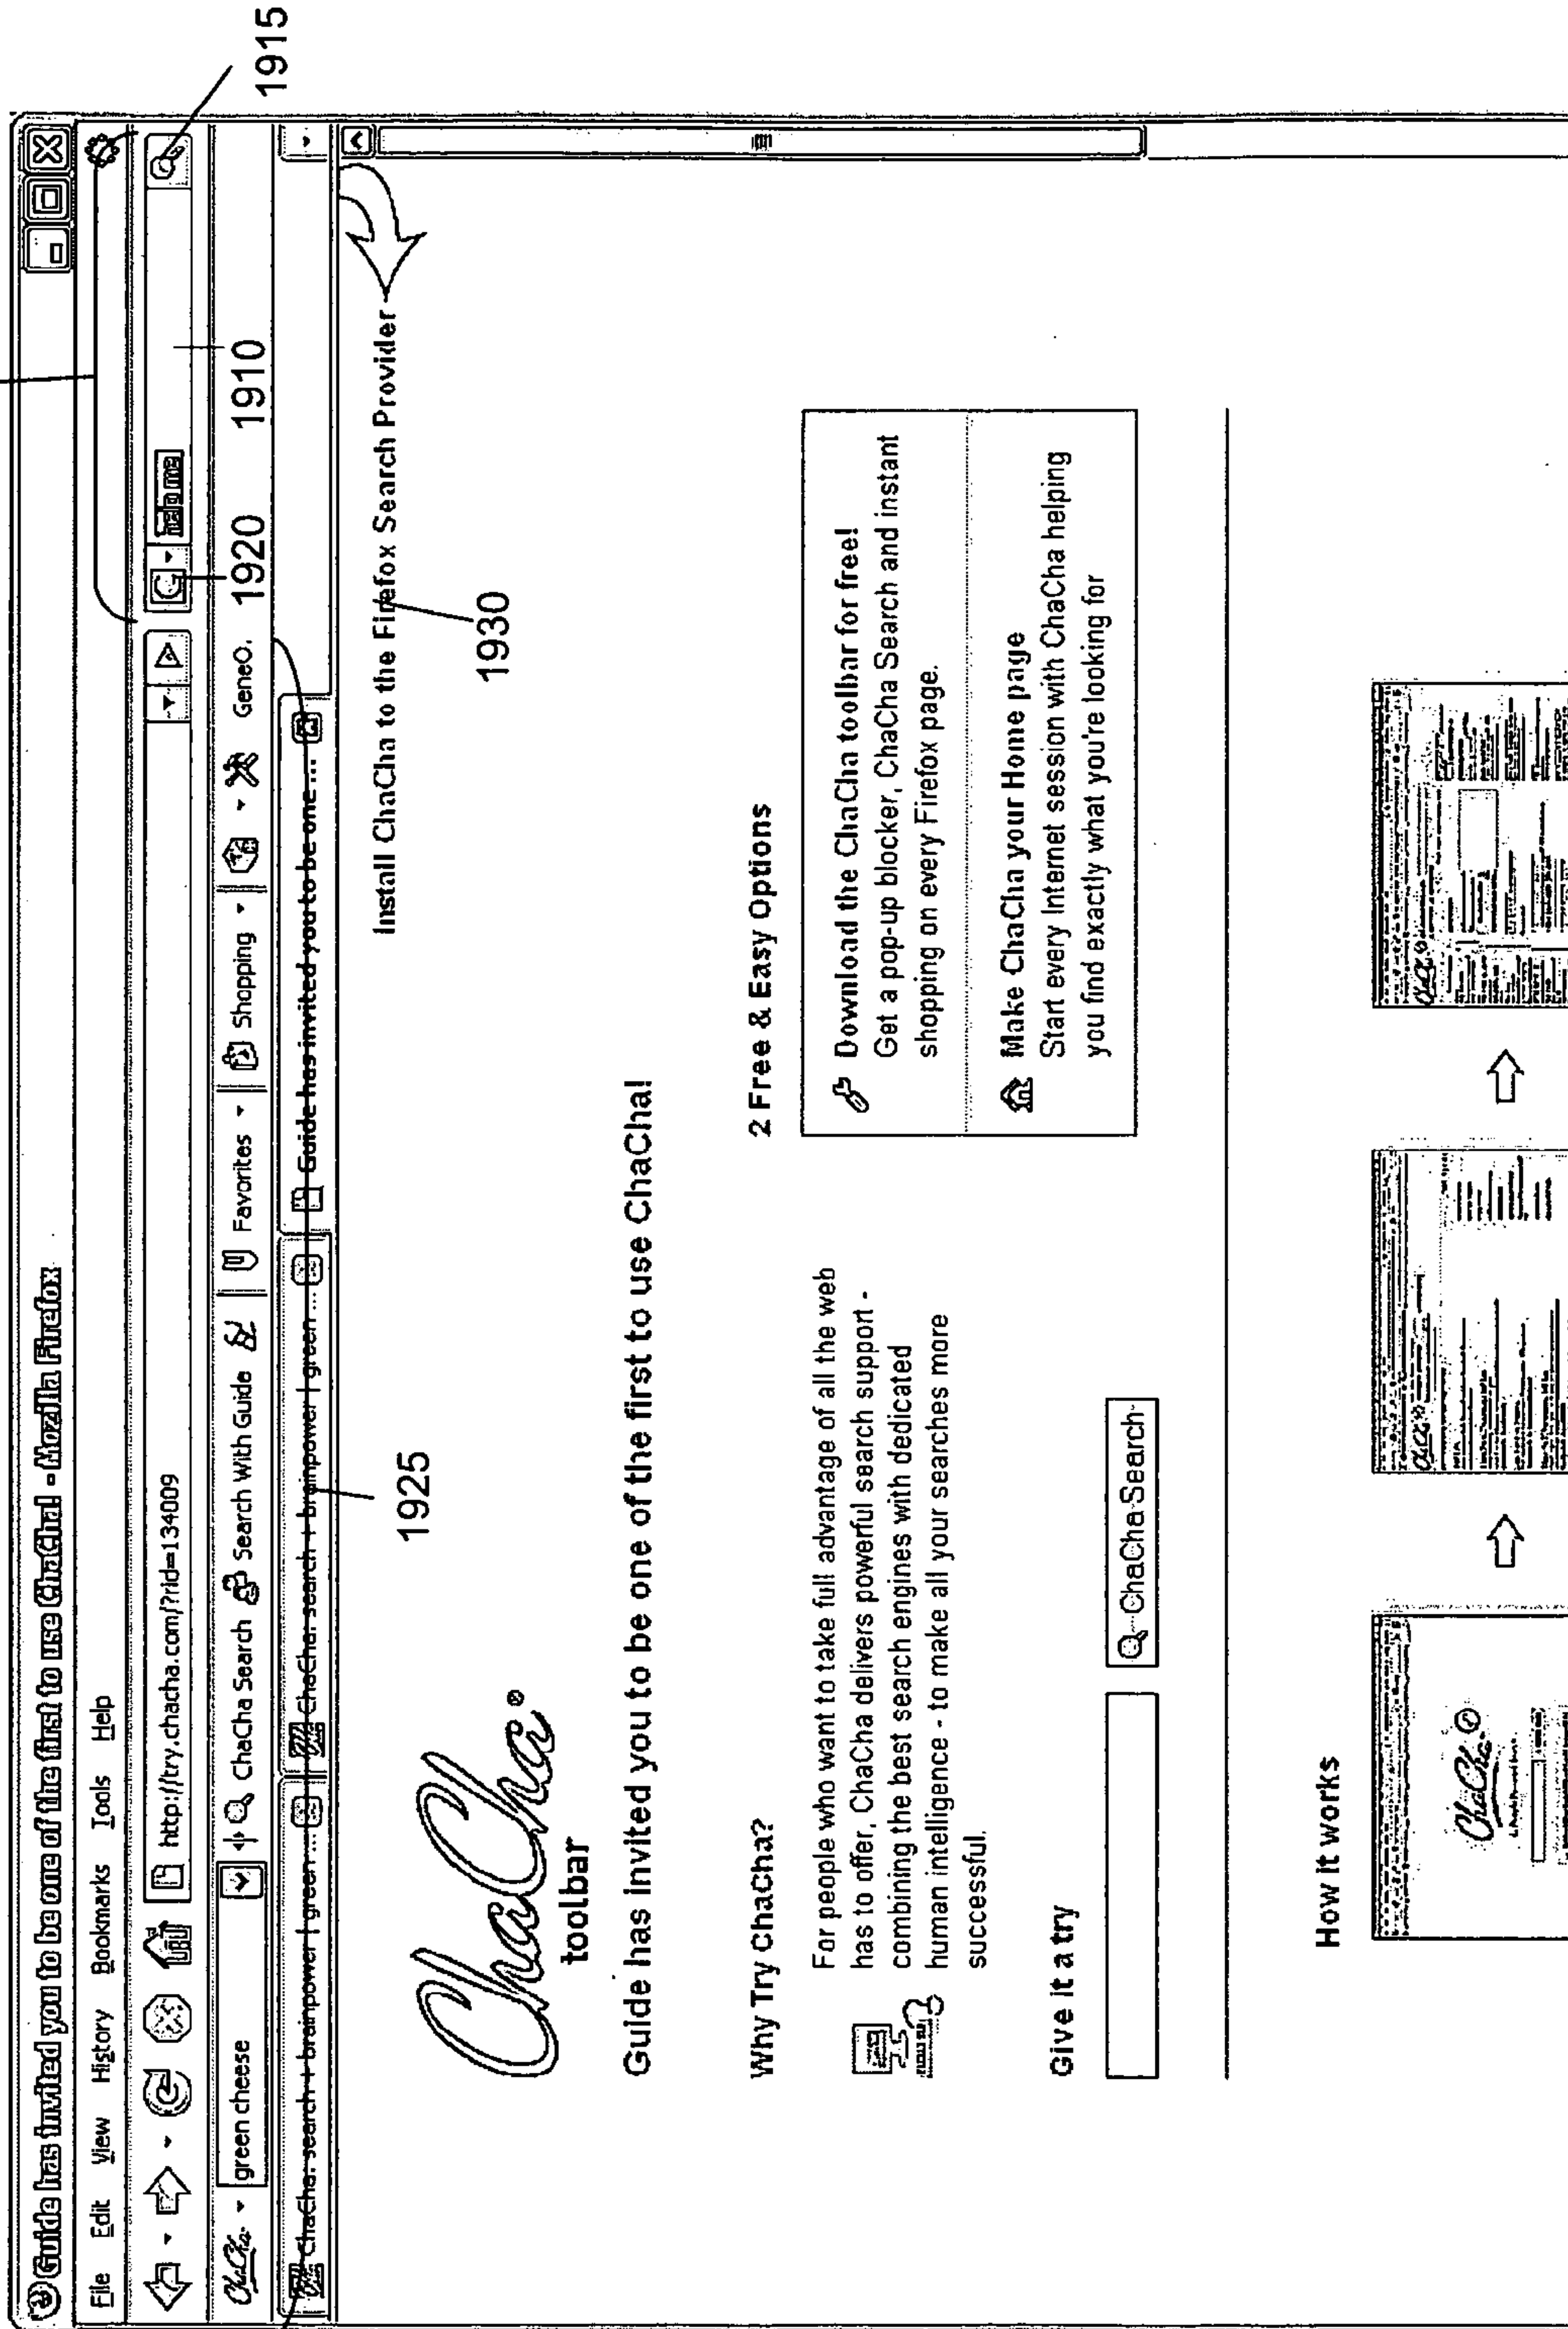 Guide has invited you to be one of the first to use ChaCha! - Mozilla Firefox
File Edit View History Bookmarks Tools Help
http://try.chacha.com/?rid=134009
1915
ChaCha green cheese ChaCha Search Search With Guide Favorites Shopping GeneO. 1920 1910
ChaCha: search + brainpower | green ... ChaCha: search + brainpower | green ... Guide has invited you to be one ...
Install ChaCha to the Firefox Search Provider
1925
1930
ChaCha®
toolbar
Guide has invited you to be one of the first to use ChaCha!
Why Try ChaCha?
For people who want to take full advantage of all the web
has to offer, ChaCha delivers powerful search support -
combining the best search engines with dedicated
human intelligence - to make all your searches more
successful.
2 Free & Easy Options
Download the ChaCha toolbar for free!
Get a pop-up blocker, ChaCha Search and instant
shopping on every Firefox page.
Make ChaCha your Home page
Start every Internet session with ChaCha helping
you find exactly what you're looking for
Give it a try
ChaCha Search
How it works
ChaCha
ChaCha
ChaCha